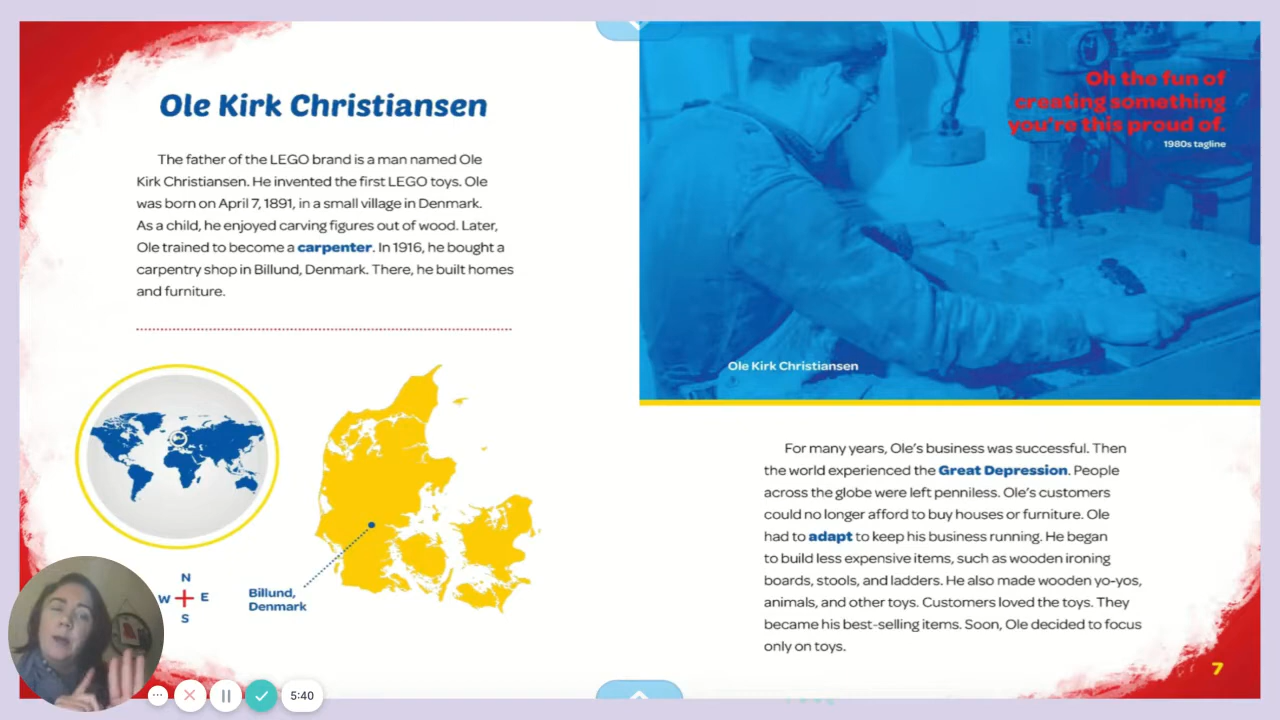 Ole Kirk Christiansen
The father of the LEGO brand is a man named Ole
Kirk Christiansen. He invented the first LEGO toys. Ole
was born on April 7, 1891, in a small village in Denmark.
As a child, he enjoyed carving figures out of wood. Later,
Ole trained to become a carpenter. In 1916, he bought a
carpentry shop in Billund, Denmark. There, he built homes
and furniture.
N
W E
S
Billund,
Denmark
5:40
Oh the fun of
creating something
you're this proud of.
1980s tagline
Ole Kirk Christiansen
For many years, Ole's business was successful. Then
the world experienced the Great Depression. People
across the globe were left penniless. Ole's customers
could no longer afford to buy houses or furniture. Ole
had to adapt to keep his business running. He began
to build less expensive items, such as wooden ironing
boards, stools, and ladders. He also made wooden yo-yos,
animals, and other toys. Customers loved the toys. They
became his best-selling items. Soon, Ole decided to focus
only on toys.
7